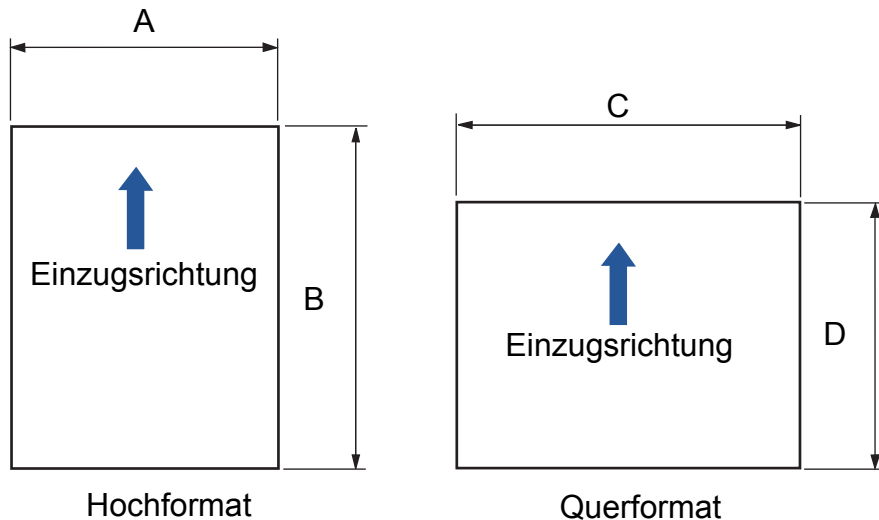 A
Einzugsrichtung
B
Hochformat
C
Einzugsrichtung
D
Querformat